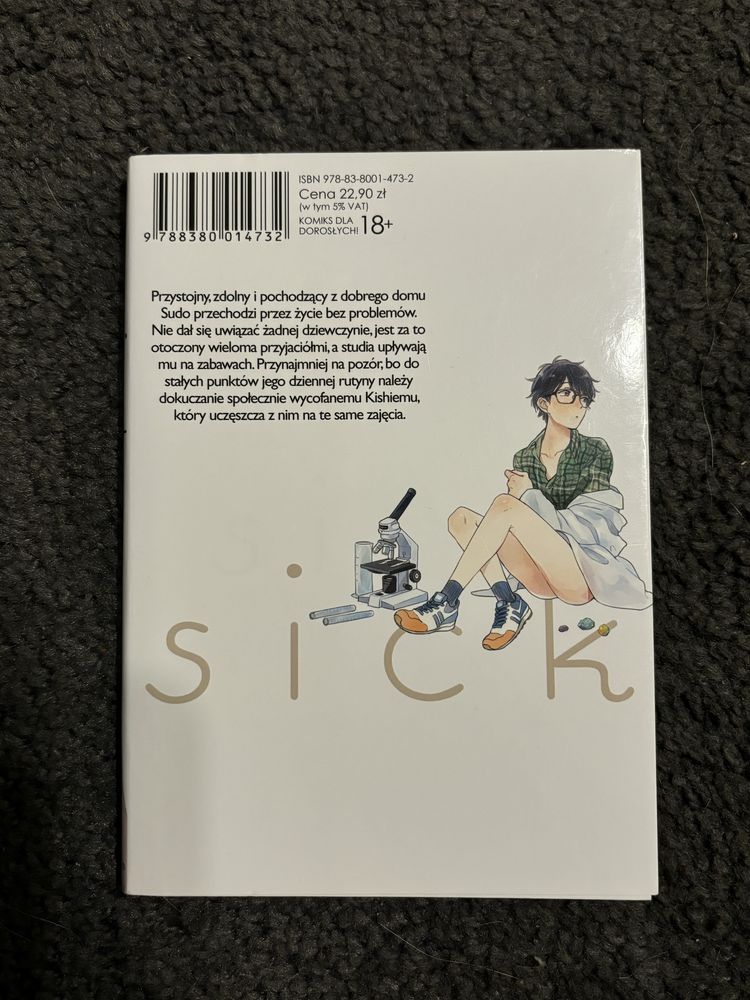 ISBN 978-83-8001-473-2
Cena 22,90 zł
(w tym 5% VAT)
KOMIKS DLA
DOROSŁYCH! 18+
9 788380 014732
Przystojny, zdolny i pochodzący z dobrego domu
Sudo przechodzi przez życie bez problemów.
Nie dał się uwiązać żadnej dziewczynie, jest za to
otoczony wieloma przyjaciółmi, a studia upływają
mu na zabawach. Przynajmniej na pozór, bo do
stałych punktów jego dziennej rutyny należy
dokuczanie społecznie wycofanemu Kishiemu,
który uczęszcza z nim na te same zajęcia.
sick